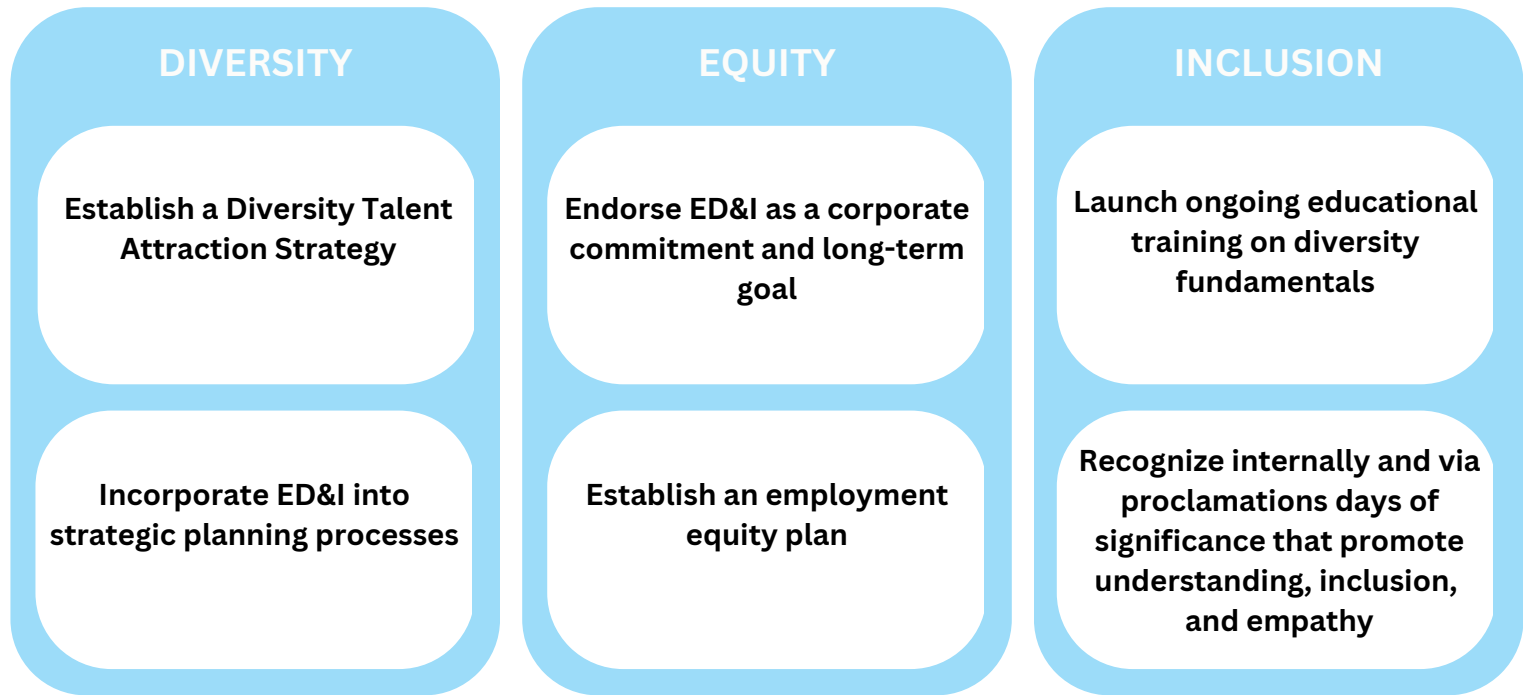 DIVERSITY
Establish a Diversity Talent
Attraction Strategy
Incorporate ED&I into
strategic planning processes
EQUITY
Endorse ED&I as a corporate
commitment and long-term
goal
Establish an employment
equity plan
INCLUSION
Launch ongoing educational
training on diversity
fundamentals
Recognize internally and via
proclamations days of
significance that promote
understanding, inclusion,
and empathy